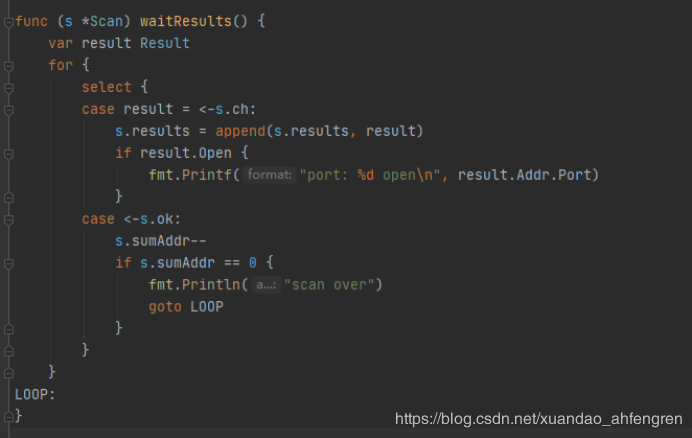 func (s *Scan) waitResults() {
    var result Result
    for {
        select {
        case result = <-s.ch:
            s.results = append(s.results, result)
            if result.Open {
                fmt.Printf( format: "port: %d open\n", result.Addr.Port)
            }
        case <-s.ok:
            s.sumAddr--
            if s.sumAddr == 0 {
                fmt.Println( a...: "scan over")
                goto LOOP
            }
        }
    }
LOOP:
}
https://blog.csdn.net/xuandao_ahfengren